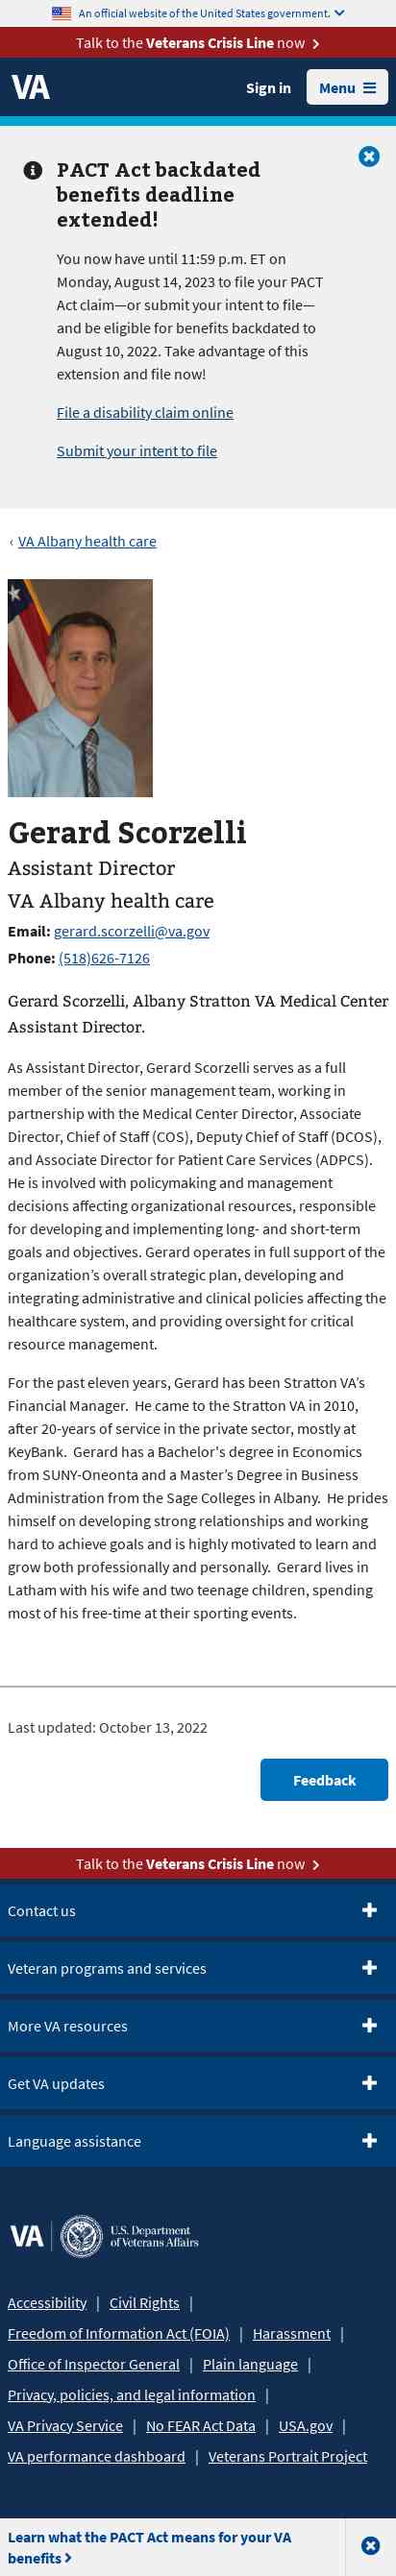 An official website of the United States government.
Talk to the Veterans Crisis Line now
VA
Sign in
Menu
PACT Act backdated
benefits deadline
extended!
You now have until 11:59 p.m. ET on
Monday, August 14, 2023 to file your PACT
Act claim—or submit your intent to file—
and be eligible for benefits backdated to
August 10, 2022. Take advantage of this
extension and file now!
File a disability claim online
Submit your intent to file
‹ VA Albany health care
Gerard Scorzelli
Assistant Director
VA Albany health care
Email: gerard.scorzelli@va.gov
Phone: (518)626-7126
Gerard Scorzelli, Albany Stratton VA Medical Center
Assistant Director.
As Assistant Director, Gerard Scorzelli serves as a full
member of the senior management team, working in
partnership with the Medical Center Director, Associate
Director, Chief of Staff (COS), Deputy Chief of Staff (DCOS),
and Associate Director for Patient Care Services (ADPCS).
He is involved with policymaking and management
decisions affecting organizational resources, responsible
for developing and implementing long- and short-term
goals and objectives. Gerard operates in full support of the
organization’s overall strategic plan, developing and
integrating administrative and clinical policies affecting the
healthcare system, and providing oversight for critical
resource management.
For the past eleven years, Gerard has been Stratton VA’s
Financial Manager.  He came to the Stratton VA in 2010,
after 20-years of service in the private sector, mostly at
KeyBank.  Gerard has a Bachelor's degree in Economics
from SUNY-Oneonta and a Master’s Degree in Business
Administration from the Sage Colleges in Albany.  He prides
himself on developing strong relationships and working
hard to achieve goals and is highly motivated to learn and
grow both professionally and personally.  Gerard lives in
Latham with his wife and two teenage children, spending
most of his free-time at their sporting events.
Last updated: October 13, 2022
Feedback
Talk to the Veterans Crisis Line now
Contact us
Veteran programs and services
More VA resources
Get VA updates
Language assistance
VA
U.S. Department
of Veterans Affairs
Accessibility | Civil Rights |
Freedom of Information Act (FOIA) | Harassment |
Office of Inspector General | Plain language |
Privacy, policies, and legal information |
VA Privacy Service | No FEAR Act Data | USA.gov |
VA performance dashboard | Veterans Portrait Project
Learn what the PACT Act means for your VA
benefits